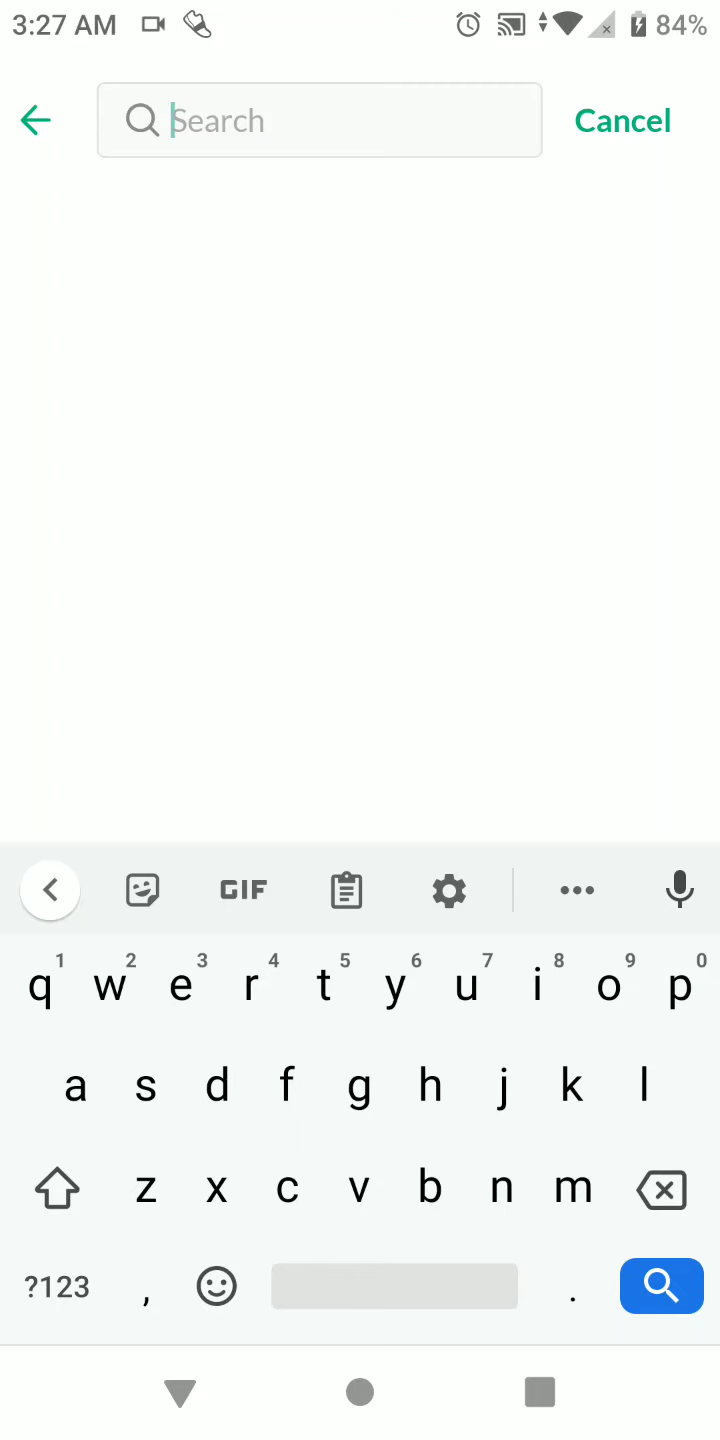 3:27 AM 84%
Search Cancel
GIF
1 2 3 4 5 6 7 8 9 0
q w e r t y u i o p
a s d f g h j k l
z x c v b n m
?123 , .